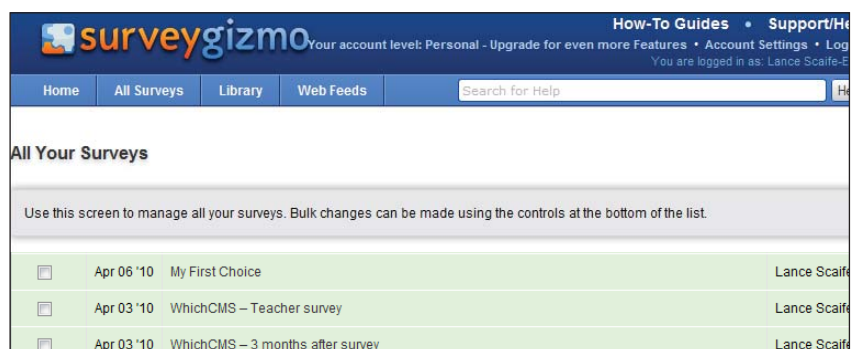 surveygizmo
How-To Guides • Support/He
Your account level: Personal - Upgrade for even more Features • Account Settings • Log
You are logged in as: Lance Scaife-E
Home All Surveys Library Web Feeds Search for Help He
All Your Surveys
Use this screen to manage all your surveys. Bulk changes can be made using the controls at the bottom of the list.
Apr 06 '10 My First Choice Lance Scaife
Apr 03 '10 WhichCMS – Teacher survey Lance Scaife
Apr 03 '10 WhichCMS – 3 months after survey Lance Scaife